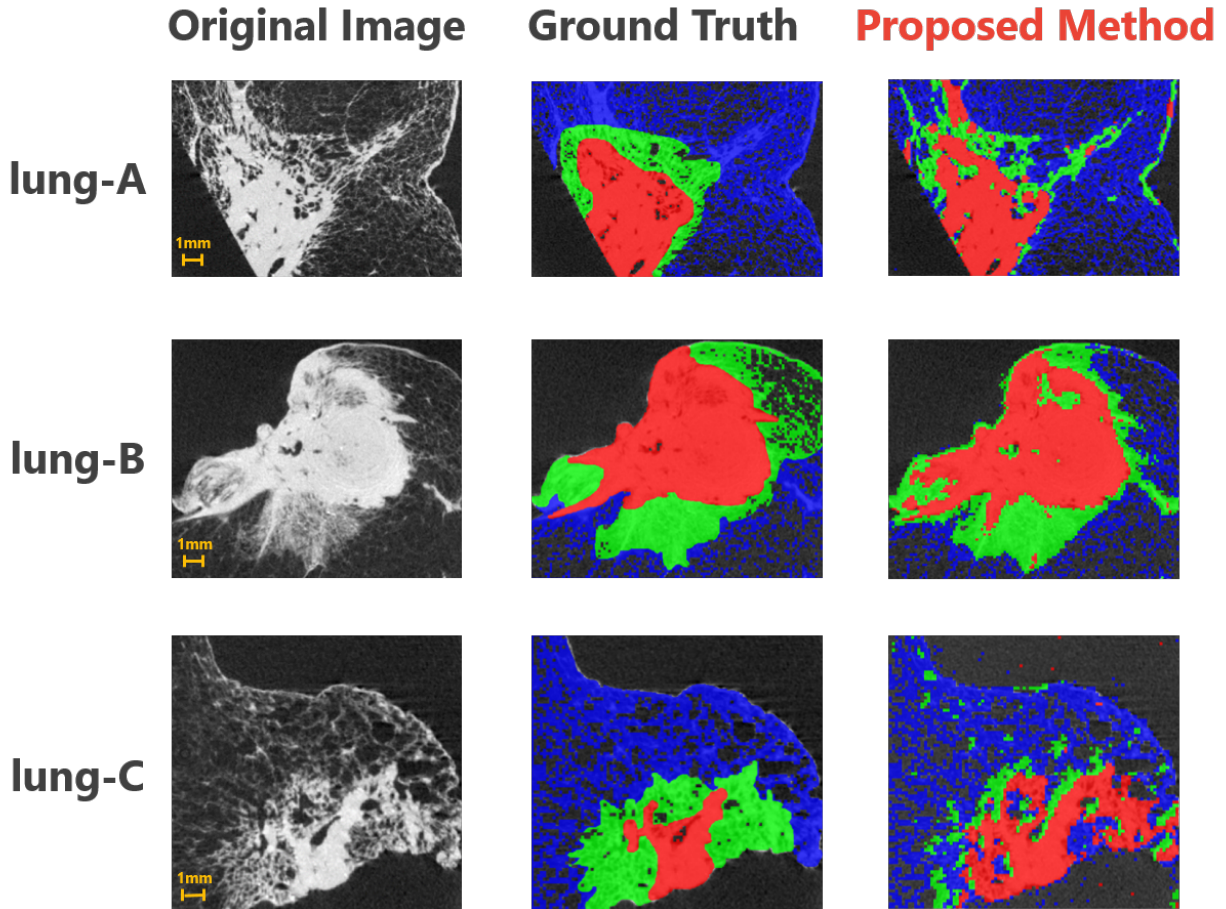 Original Image Ground Truth Proposed Method
lung-A
1mm
lung-B
1mm
lung-C
1mm